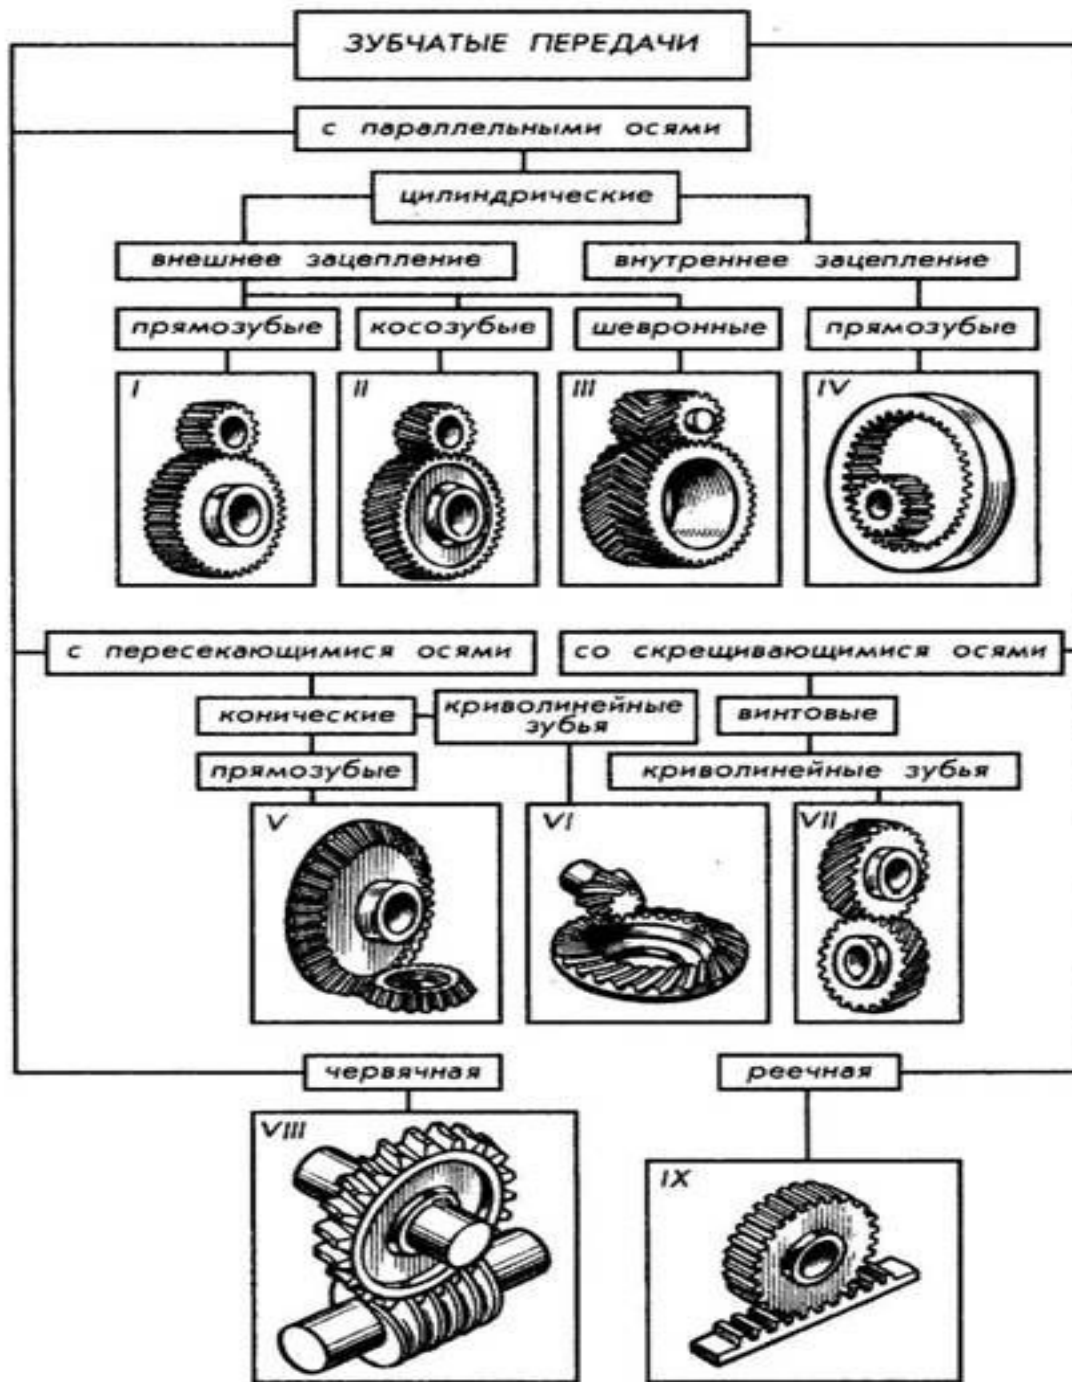 ЗУБЧАТЫЕ ПЕРЕДАЧИ
с параллельными осями
цилиндрические
внешнее зацепление
внутреннее зацепление
прямозубые
косозубые
шевронные
прямозубые
I
II
III
IV
с пересекающимися осями
со скрещивающимися осями
конические
криволинейные
зубья
винтовые
прямозубые
криволинейные зубья
V
VI
VII
червячная
реечная
VIII
IX